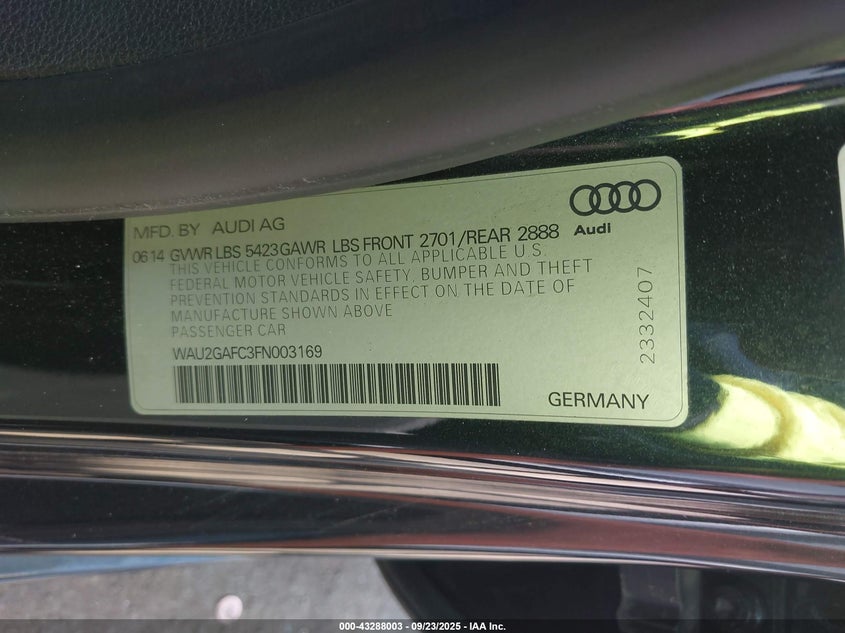 MFD. BY AUDI AG
Audi
06 14 GVWR LBS 5423 GAWR LBS FRONT 2701/REAR 2888
THIS VEHICLE CONFORMS TO ALL APPLICABLE U.S.
FEDERAL MOTOR VEHICLE SAFETY, BUMPER AND THEFT
PREVENTION STANDARDS IN EFFECT ON THE DATE OF
MANUFACTURE SHOWN ABOVE
PASSENGER CAR
WAU2GAFC3FN003169
GERMANY
2332407
000-43288003 - 09/23/2025 - IAA Inc.